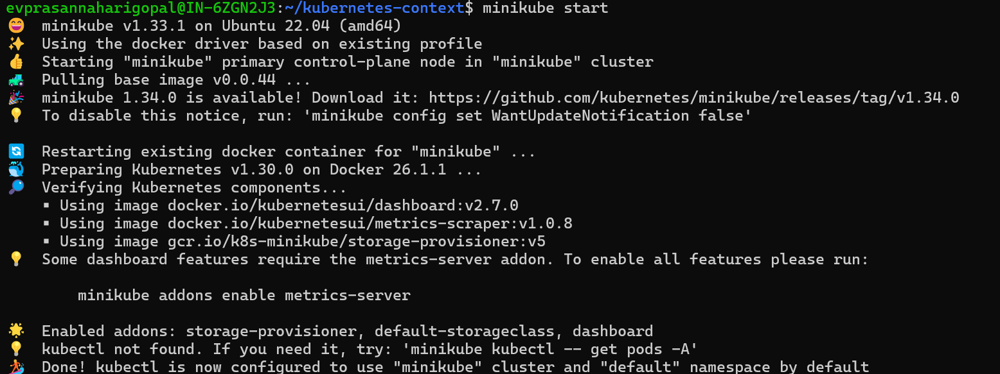 evprasannaharigopal@IN-6ZGN2J3:~/kubernetes-context$ minikube start
minikube v1.33.1 on Ubuntu 22.04 (amd64)
Using the docker driver based on existing profile
Starting "minikube" primary control-plane node in "minikube" cluster
Pulling base image v0.0.44 ...
minikube 1.34.0 is available! Download it: https://github.com/kubernetes/minikube/releases/tag/v1.34.0
To disable this notice, run: 'minikube config set WantUpdateNotification false'
Restarting existing docker container for "minikube" ...
Preparing Kubernetes v1.30.0 on Docker 26.1.1 ...
Verifying Kubernetes components...
▪ Using image docker.io/kubernetesui/dashboard:v2.7.0
▪ Using image docker.io/kubernetesui/metrics-scraper:v1.0.8
▪ Using image gcr.io/k8s-minikube/storage-provisioner:v5
Some dashboard features require the metrics-server addon. To enable all features please run:
minikube addons enable metrics-server
Enabled addons: storage-provisioner, default-storageclass, dashboard
kubectl not found. If you need it, try: 'minikube kubectl -- get pods -A'
Done! kubectl is now configured to use "minikube" cluster and "default" namespace by default